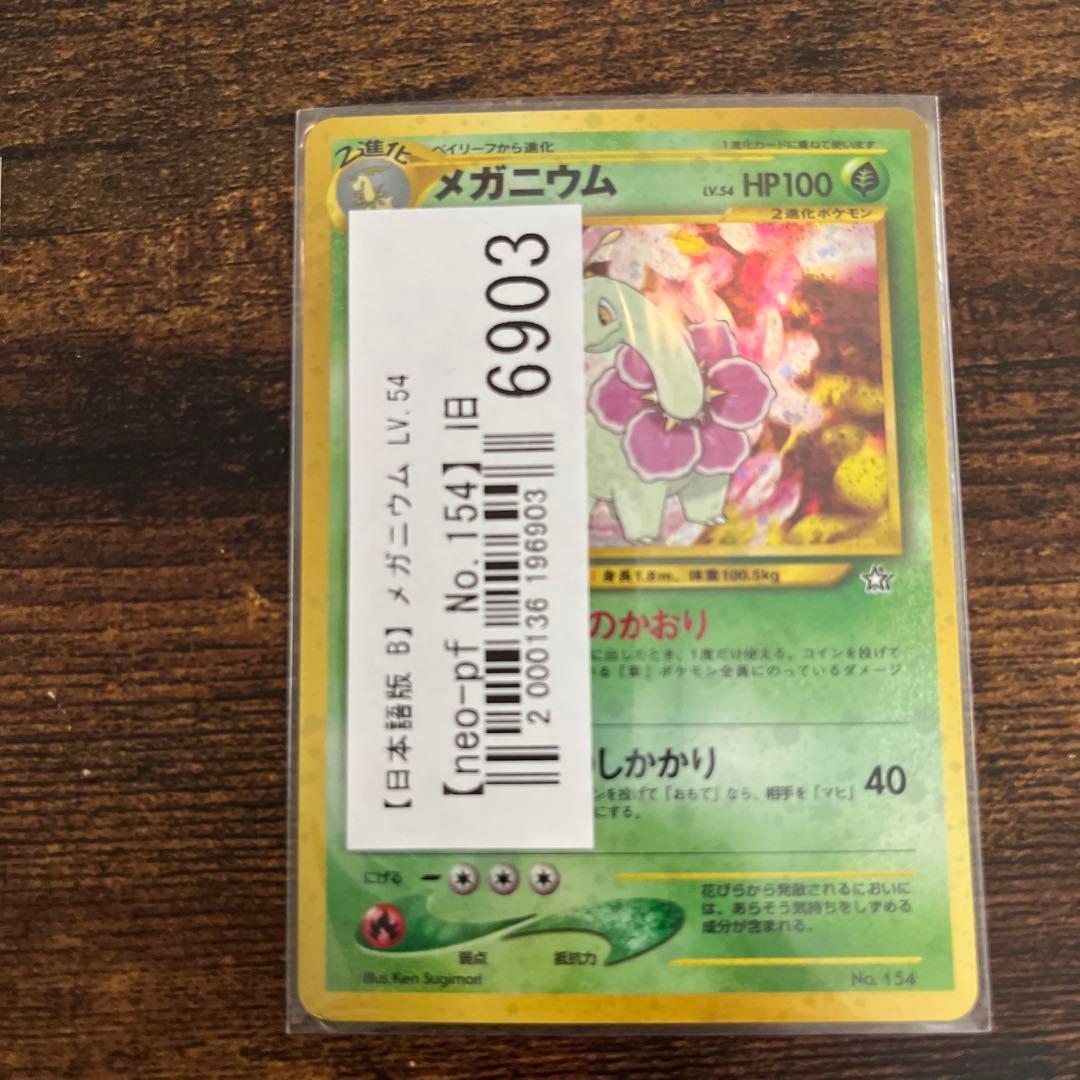 2進化
ベイリーフから進化
1進化カードに重ねて使います
メガニウム
LV.54 HP100
2進化ポケモン
身長1.8m、体重100.5kg
のかおり
に出したとき、1度だけ使える。コインを投げて
る『草』ポケモン全員にのっているダメージ
しかかり
40
ンを投げて「おもて」なら、相手を「マヒ」
にする。
にげる
花びらから発散されるにおいに
は、あらそう気持ちをしずめる
成分が含まれる。
弱点
抵抗力
Illus. Ken Sugimori
No. 154
【日本語版 B】メガニウム LV.54
【neo-pf No.154】旧
2 000136 196903
6903